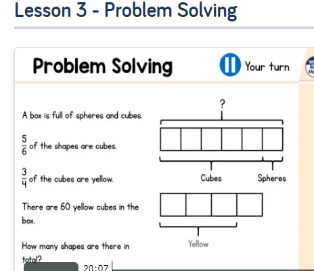 Lesson 3 - Problem Solving
Problem Solving
Your turn
?
A box is full of spheres and cubes.
5/6 of the shapes are cubes.
3/4 of the cubes are yellow.
Cubes
Spheres
There are 60 yellow cubes in the
box.
Yellow
How many shapes are there in
total?
20:07